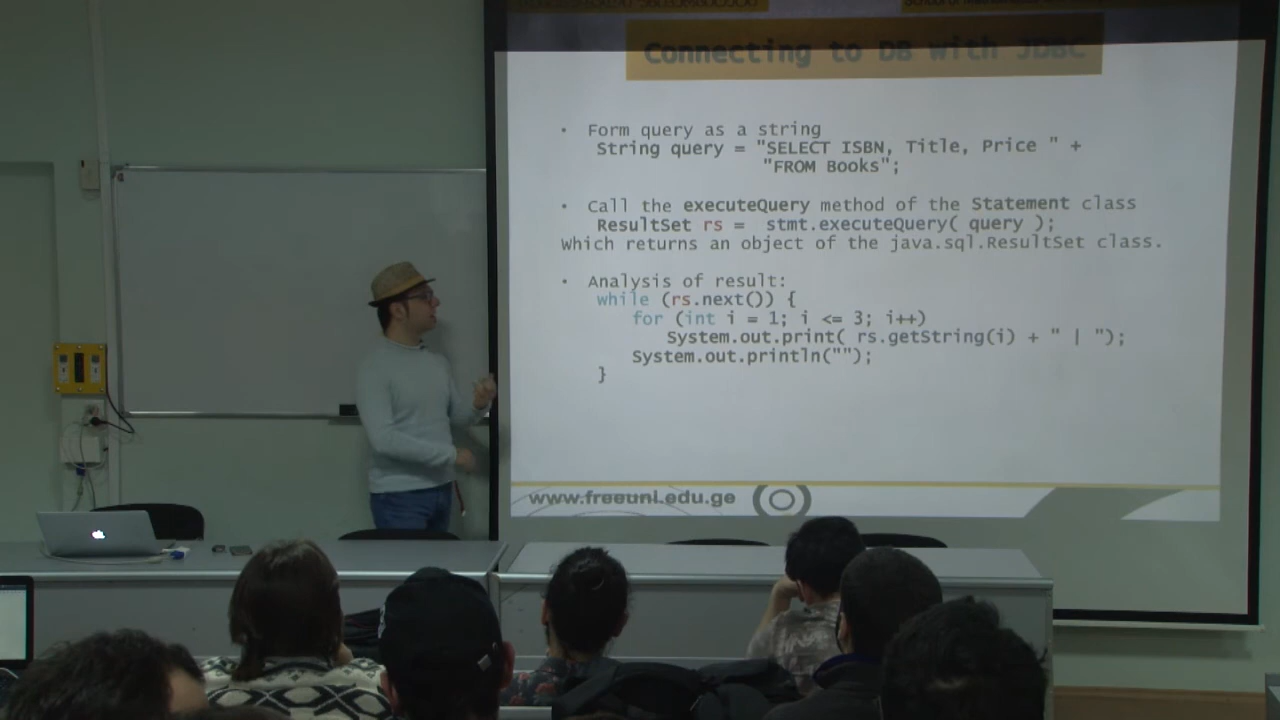 Connecting to DB with JDBC
• Form query as a string
String query = "SELECT ISBN, Title, Price " +
"FROM Books";
• Call the executeQuery method of the Statement class
ResultSet rs = stmt.executeQuery( query );
Which returns an object of the java.sql.ResultSet class.
• Analysis of result:
while (rs.next()) {
for (int i = 1; i <= 3; i++)
System.out.print( rs.getString(i) + " | ");
System.out.println("");
}
www.freeuni.edu.ge